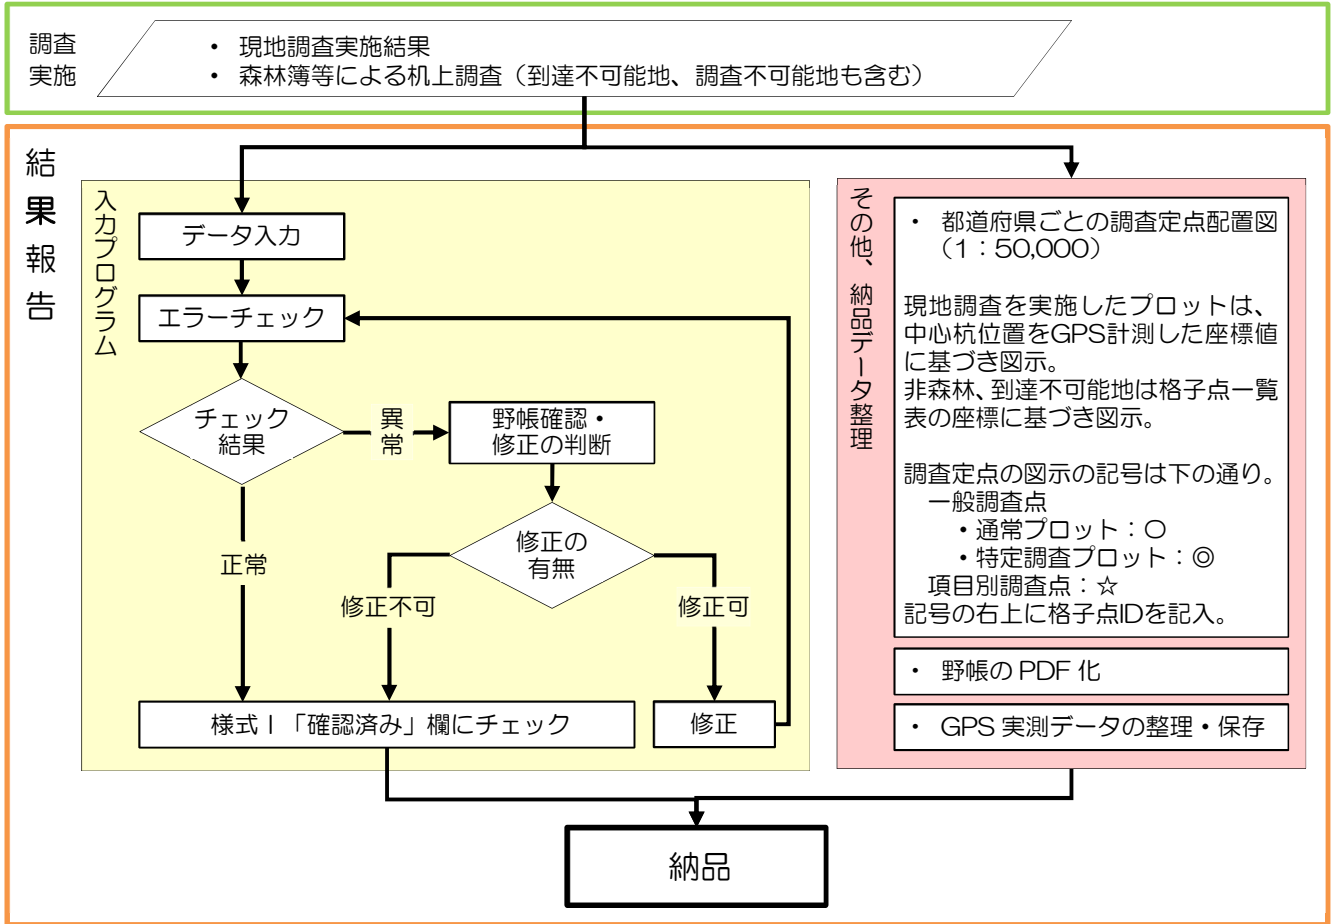 調査
実施
・ 現地調査実施結果
・ 森林簿等による机上調査（到達不可能地、調査不可能地も含む）
結果報告
入力プログラム
データ入力
エラーチェック
チェック
結果
異常
野帳確認・
修正の判断
修正の
有無
正常
修正不可
修正可
様式Ⅰ「確認済み」欄にチェック
修正
その他、納品データ整理
・ 都道府県ごとの調査定点配置図
（1：50,000）
現地調査を実施したプロットは、
中心杭位置をGPS計測した座標値
に基づき図示。
非森林、到達不可能地は格子点一覧
表の座標に基づき図示。
調査定点の図示の記号は下の通り。
一般調査点
・通常プロット：○
・特定調査プロット：◎
項目別調査点：☆
記号の右上に格子点IDを記入。
・ 野帳の PDF 化
・ GPS 実測データの整理・保存
納品